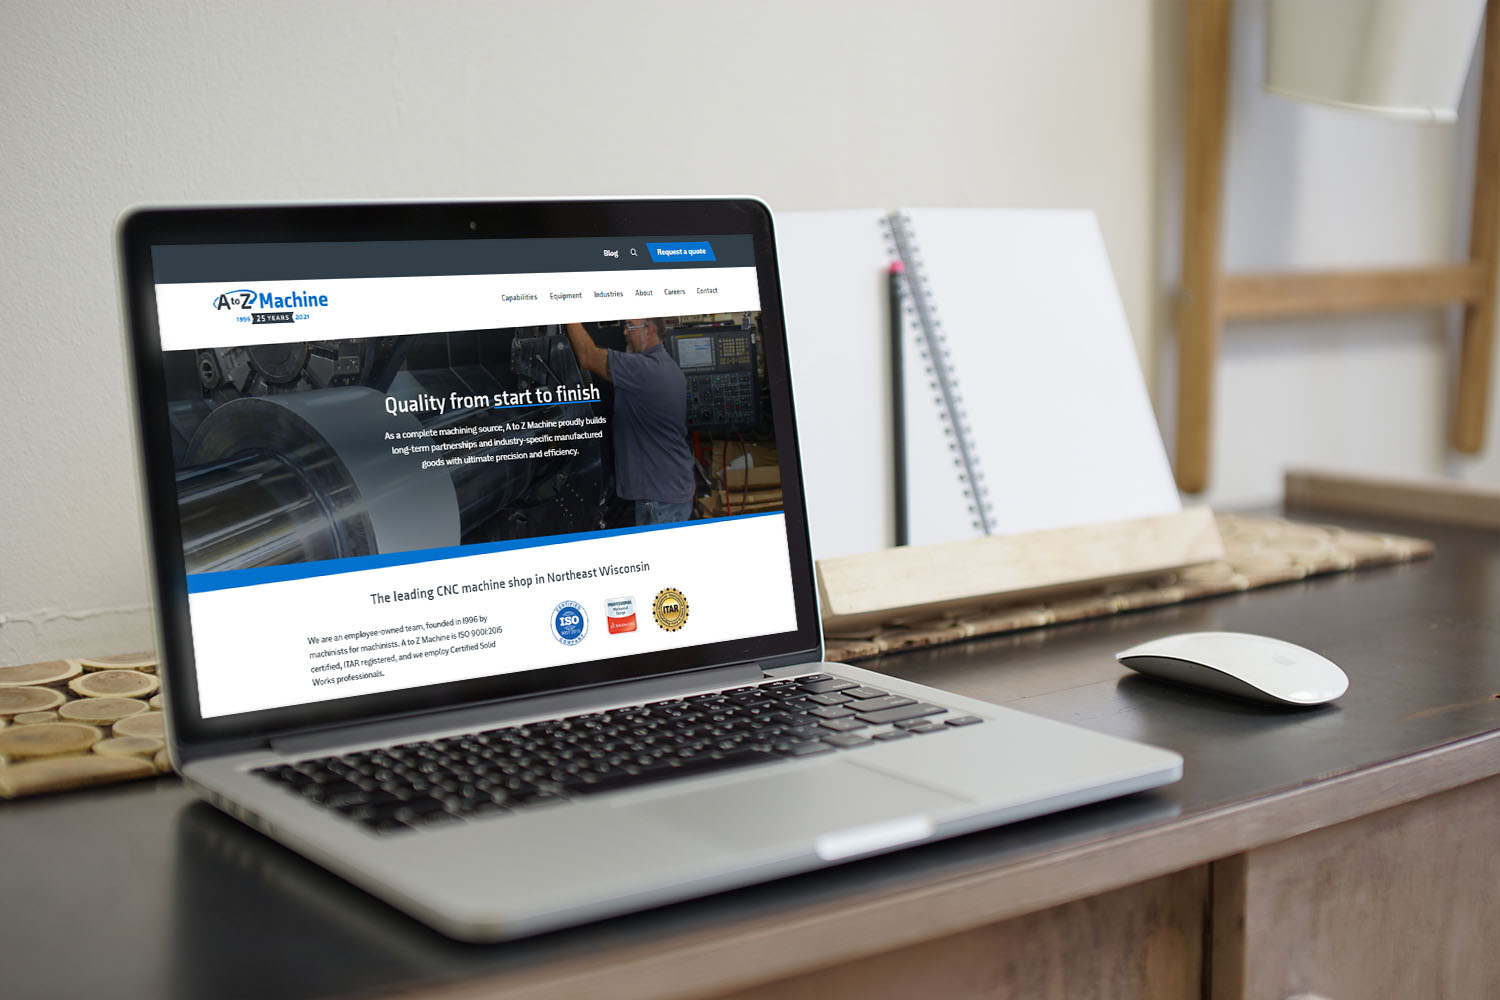 Blog
Request a quote
A to Z Machine
1996 25 YEARS 2021
Capabilities Equipment Industries About Careers Contact
Quality from start to finish
As a complete machining source, A to Z Machine proudly builds
long-term partnerships and industry-specific manufactured
goods with ultimate precision and efficiency.
The leading CNC machine shop in Northeast Wisconsin
We are an employee-owned team, founded in 1996 by
machinists for machinists. A to Z Machine is ISO 9001:2015
certified, ITAR registered, and we employ Certified Solid
Works professionals.
CERTIFIED
ISO
9001:2015
COMPANY
PROFESSIONAL
Mechanical
Design
ITAR